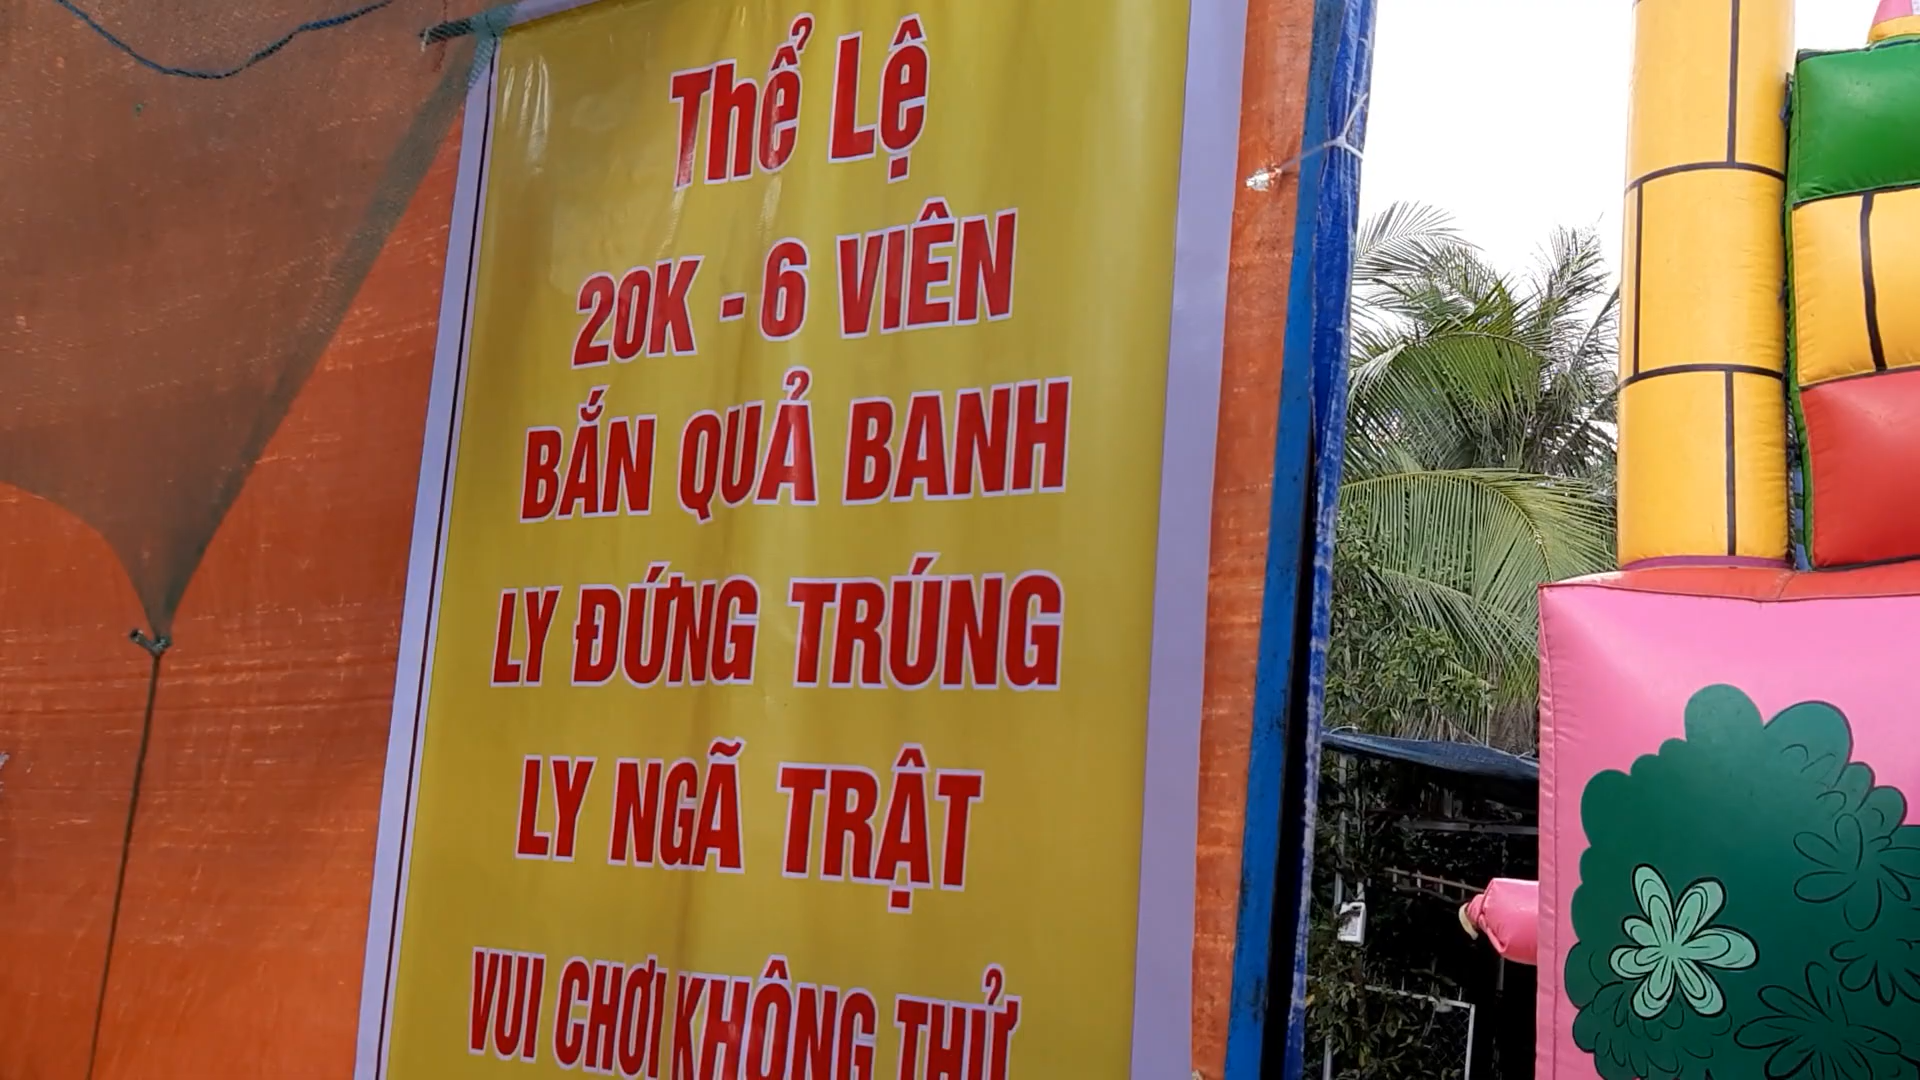 Thể Lệ
20K - 6 VIÊN
BẮN QUẢ BANH
LY ĐỨNG TRÚNG
LY NGÃ TRẬT
VUI CHƠI KHÔNG THỬ